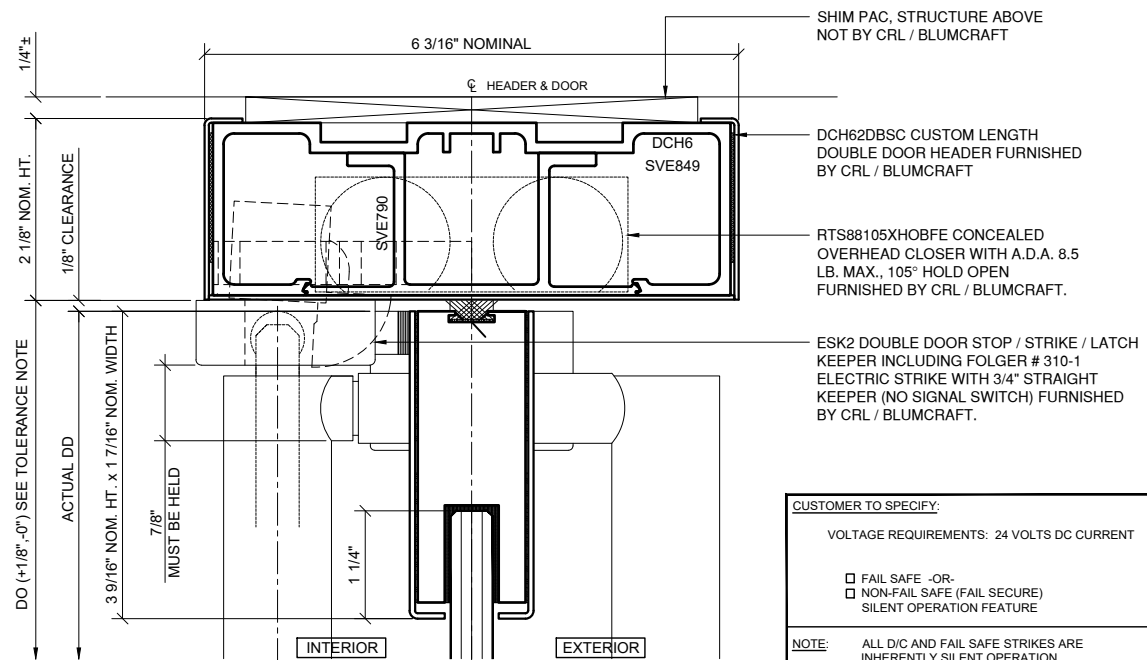 SHIM PAC, STRUCTURE ABOVE
NOT BY CRL / BLUMCRAFT
6 3/16" NOMINAL
1/4"±
℄ HEADER & DOOR
DCH62DBSC CUSTOM LENGTH
DOUBLE DOOR HEADER FURNISHED
BY CRL / BLUMCRAFT
DCH6
SVE849
SVE790
2 1/8" NOM. HT.
1/8" CLEARANCE
RTS88105XHOBFE CONCEALED
OVERHEAD CLOSER WITH A.D.A. 8.5
LB. MAX., 105° HOLD OPEN
FURNISHED BY CRL / BLUMCRAFT.
ESK2 DOUBLE DOOR STOP / STRIKE / LATCH
KEEPER INCLUDING FOLGER # 310-1
ELECTRIC STRIKE WITH 3/4" STRAIGHT
KEEPER (NO SIGNAL SWITCH) FURNISHED
BY CRL / BLUMCRAFT.
DO (+1/8",-0") SEE TOLERANCE NOTE
ACTUAL DD
3 9/16" NOM. HT. x 1 7/16" NOM. WIDTH
7/8"
MUST BE HELD
1 1/4"
INTERIOR
EXTERIOR
CUSTOMER TO SPECIFY:
VOLTAGE REQUIREMENTS: 24 VOLTS DC CURRENT
FAIL SAFE -OR-
NON-FAIL SAFE (FAIL SECURE)
SILENT OPERATION FEATURE
NOTE: ALL D/C AND FAIL SAFE STRIKES ARE
INHERENTLY SILENT OPERATION